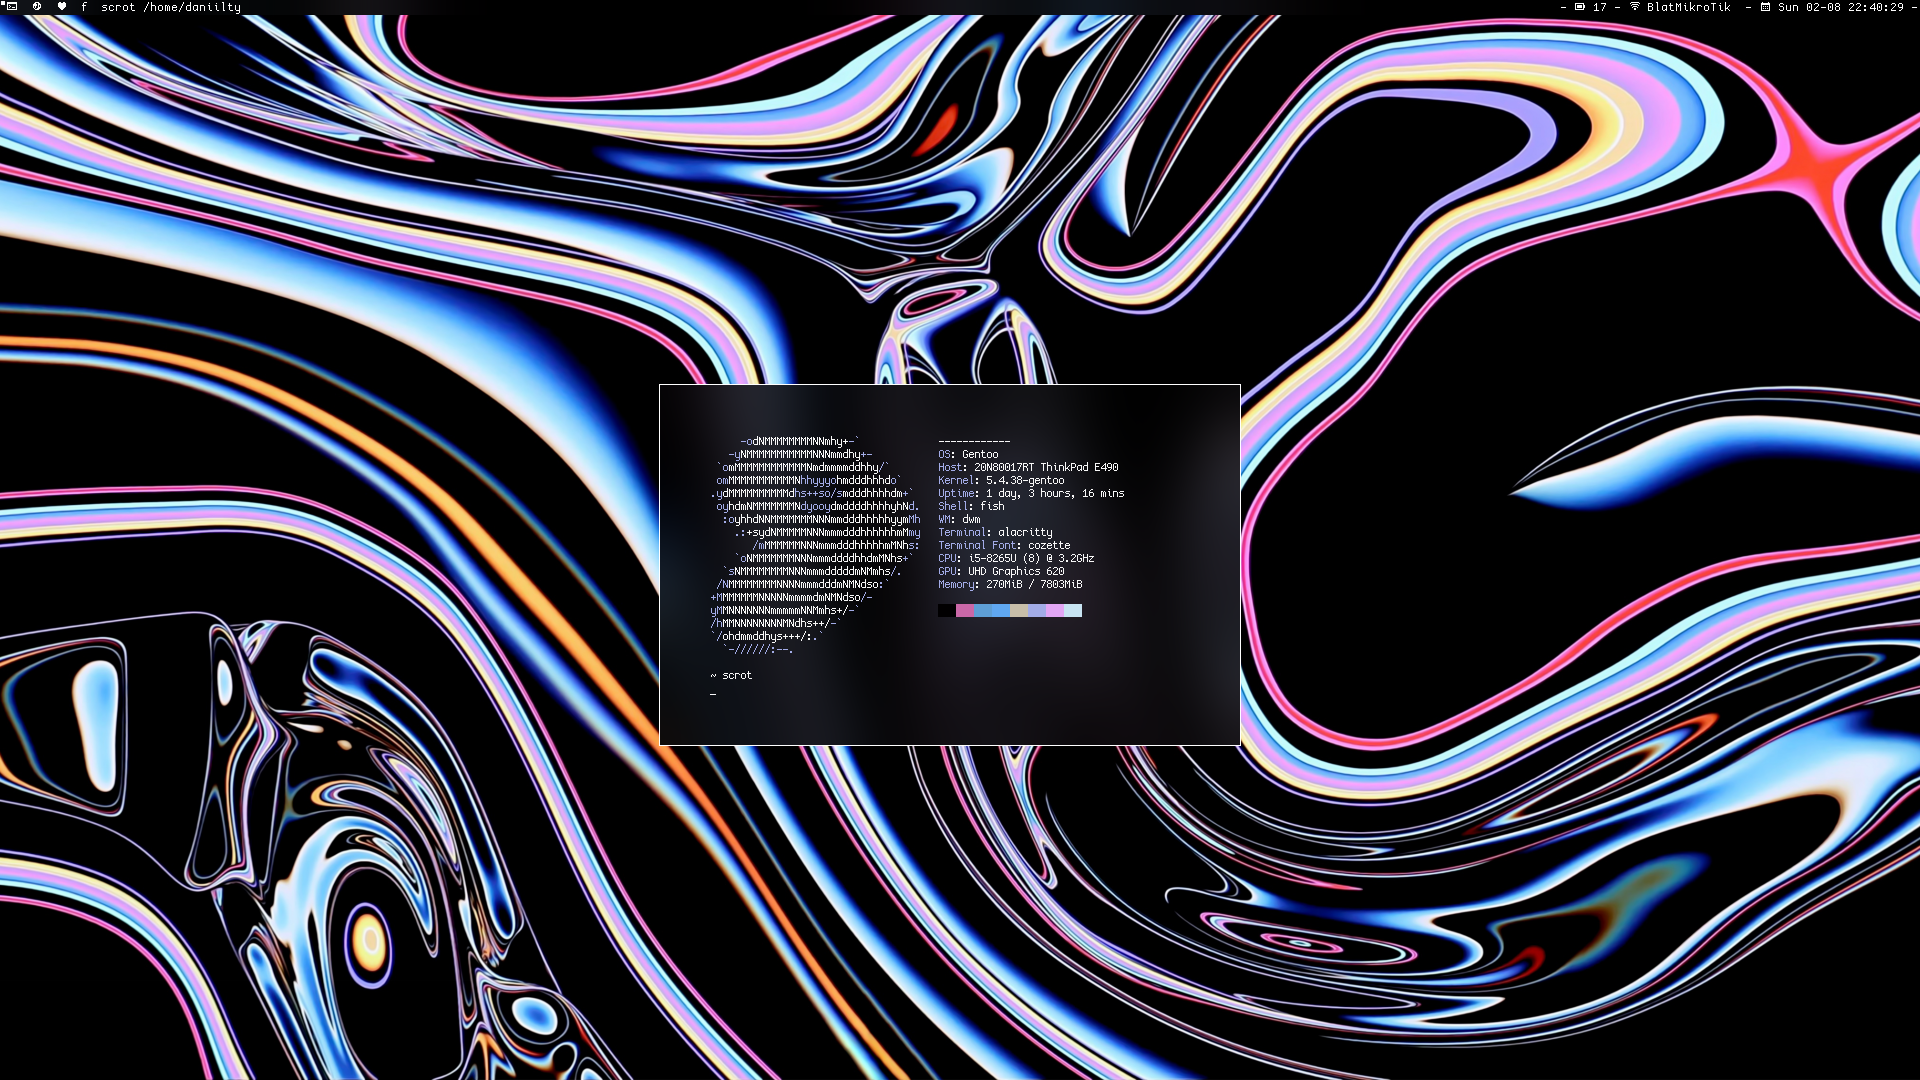 f scrot /home/daniilty
- 17 - BlatMikroTik - Sun 02-08 22:40:29 -
-odNMMMMMMMMNNmhy+-`
-yNMMMMMMMMMMMNNNmmdhy+-
`omMMMMMMMMMMMMNmdmmmmddhhy/`
omMMMMMMMMMMMNhhyyyohmdddhhhdo`
.ydMMMMMMMMMMdhs++so/smdddhhhhdm+`
oyhdmNMMMMMMMNdyooydmddddhhhhyhNd.
:oyhhdNNMMMMMMMNNNmmdddhhhhhyymMh
.:+sydNMMMMMNNNmmmdddhhhhhhmMmy
/mMMMMMMNNNmmmdddhhhhhmMNhs:
`oNMMMMMMMNNNmmmddddhhdmMNhs+`
`sNMMMMMMMMNNNmmmdddddmNMmhs/.
/NMMMMMMMMNNNNmmmdddmNMNdso:`
+MMMMMMMNNNNNmmmmdmNMNdso/-
yMMNNNNNNNmmmmmNNMmhs+/-`
/hMMNNNNNNNNMNdhs++/-`
`/ohdmmddhys+++/:.`
`-//////:--.
------------
OS: Gentoo
Host: 20N80017RT ThinkPad E490
Kernel: 5.4.38-gentoo
Uptime: 1 day, 3 hours, 16 mins
Shell: fish
WM: dwm
Terminal: alacritty
Terminal Font: cozette
CPU: i5-8265U (8) @ 3.2GHz
GPU: UHD Graphics 620
Memory: 270MiB / 7803MiB
~ scrot
_